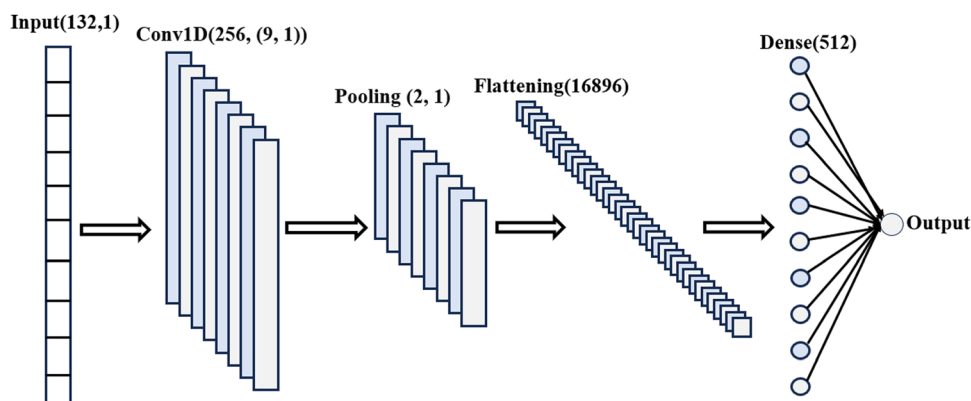 Input(132,1)
Conv1D(256, (9, 1))
Pooling (2, 1)
Flattening(16896)
Dense(512)
Output